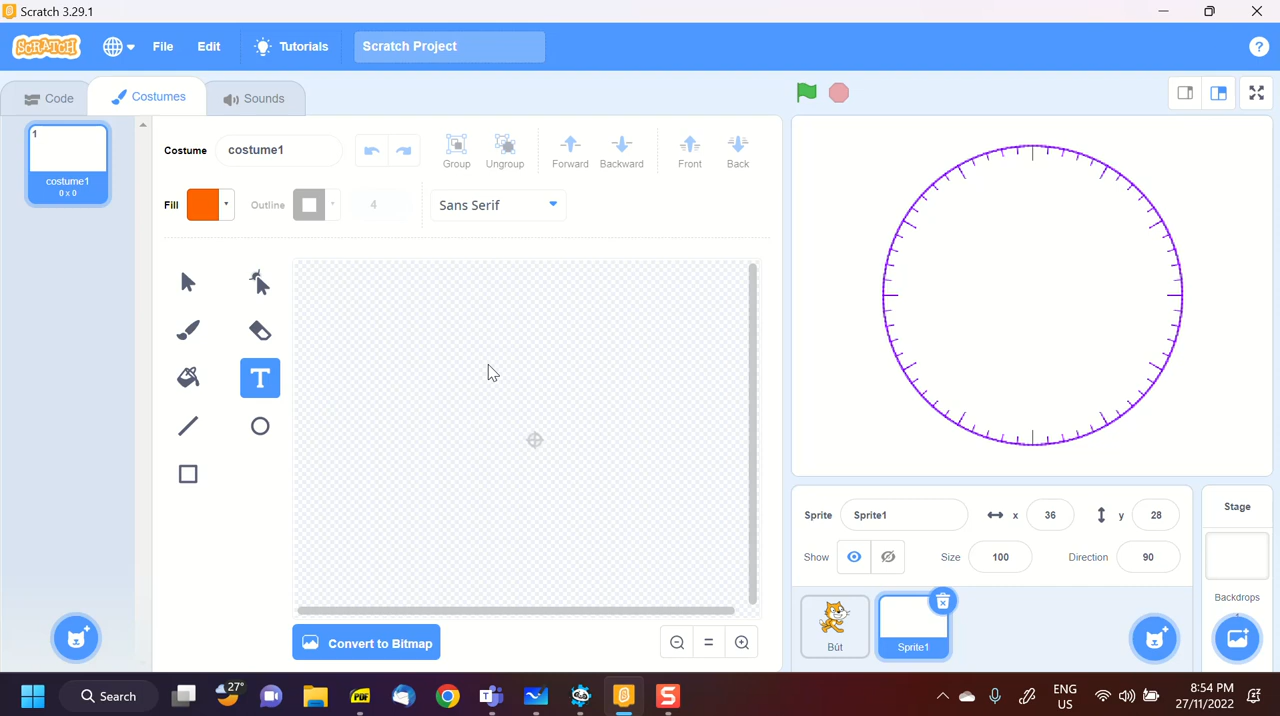 Scratch 3.29.1
SCRATCH File Edit Tutorials Scratch Project ?
Code Costumes Sounds
1
costume1
0 x 0
Costume costume1 Group Ungroup Forward Backward Front Back
Fill Outline 4 Sans Serif
T
Convert to Bitmap
Sprite Sprite1 x 36 y 28
Show Size 100 Direction 90
Bút Sprite1
Stage
Backdrops
Search 27° PDF ENG US 8:54 PM 27/11/2022